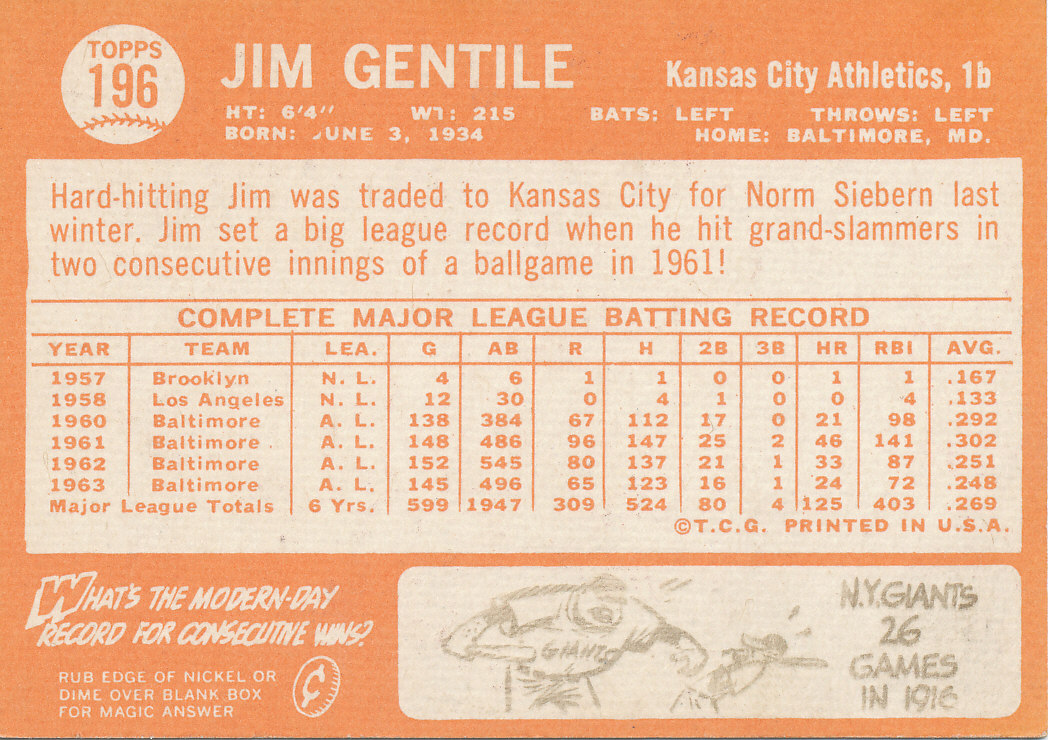 TOPPS
196
JIM GENTILE
Kansas City Athletics, 1b
HT: 6'4" WT: 215 BATS: LEFT THROWS: LEFT
BORN: JUNE 3, 1934 HOME: BALTIMORE, MD.
Hard-hitting Jim was traded to Kansas City for Norm Siebern last
winter. Jim set a big league record when he hit grand-slammers in
two consecutive innings of a ballgame in 1961!
COMPLETE MAJOR LEAGUE BATTING RECORD
YEAR TEAM LEA. G AB R H 2B 3B HR RBI AVG.
1957 Brooklyn N. L. 4 6 1 1 0 0 1 1 .167
1958 Los Angeles N. L. 12 30 0 4 1 0 0 4 .133
1960 Baltimore A. L. 138 384 67 112 17 0 21 98 .292
1961 Baltimore A. L. 148 486 96 147 25 2 46 141 .302
1962 Baltimore A. L. 152 545 80 137 21 1 33 87 .251
1963 Baltimore A. L. 145 496 65 123 16 1 24 72 .248
Major League Totals 6 Yrs. 599 1947 309 524 80 4 125 403 .269
©T.C.G. PRINTED IN U.S.A.
WHAT'S THE MODERN-DAY
RECORD FOR CONSECUTIVE WINS?
RUB EDGE OF NICKEL OR
DIME OVER BLANK BOX
FOR MAGIC ANSWER
GIANTS
N.Y. GIANTS
26
GAMES
IN 1916